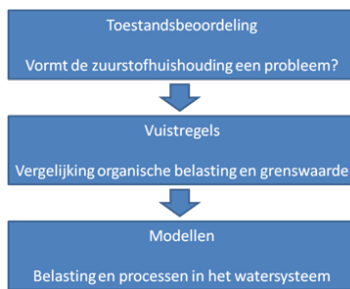 Toestandsbeoordeling
Vormt de zuurstofhuishouding een probleem?
Vuistregels
Vergelijking organische belasting en grenswaarde
Modellen
Belasting en processen in het watersysteem